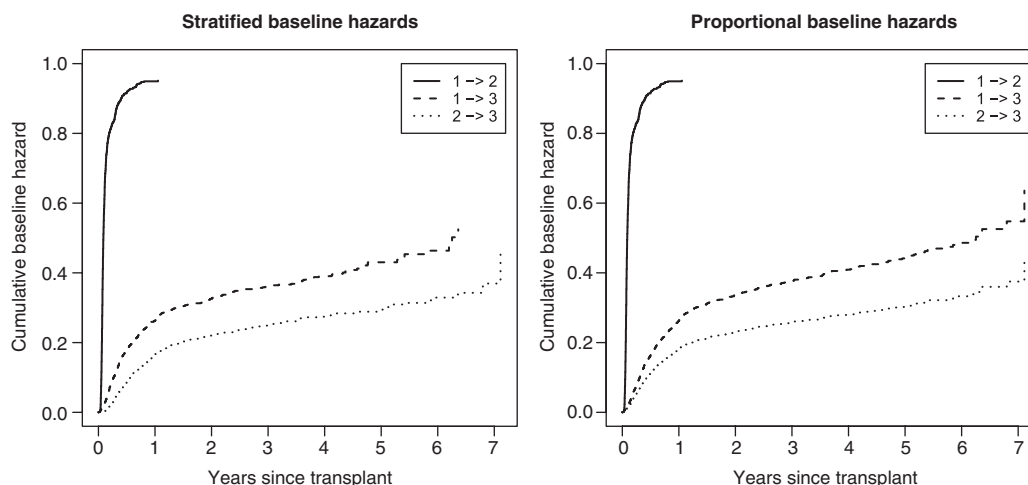 Stratified baseline hazards
Cumulative baseline hazard
1.0
0.8
0.6
0.4
0.2
0.0
1 −> 2
1 −> 3
2 −> 3
0 1 2 3 4 5 6 7
Years since transplant
Proportional baseline hazards
Cumulative baseline hazard
1.0
0.8
0.6
0.4
0.2
0.0
1 −> 2
1 −> 3
2 −> 3
0 1 2 3 4 5 6 7
Years since transplant